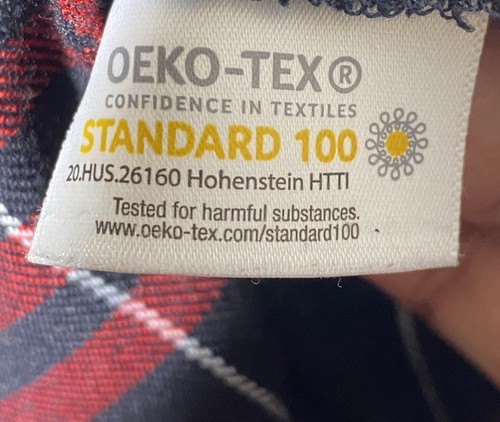 OEKO-TEX®
CONFIDENCE IN TEXTILES
STANDARD 100
20.HUS.26160 Hohenstein HTTI
Tested for harmful substances.
www.oeko-tex.com/standard100